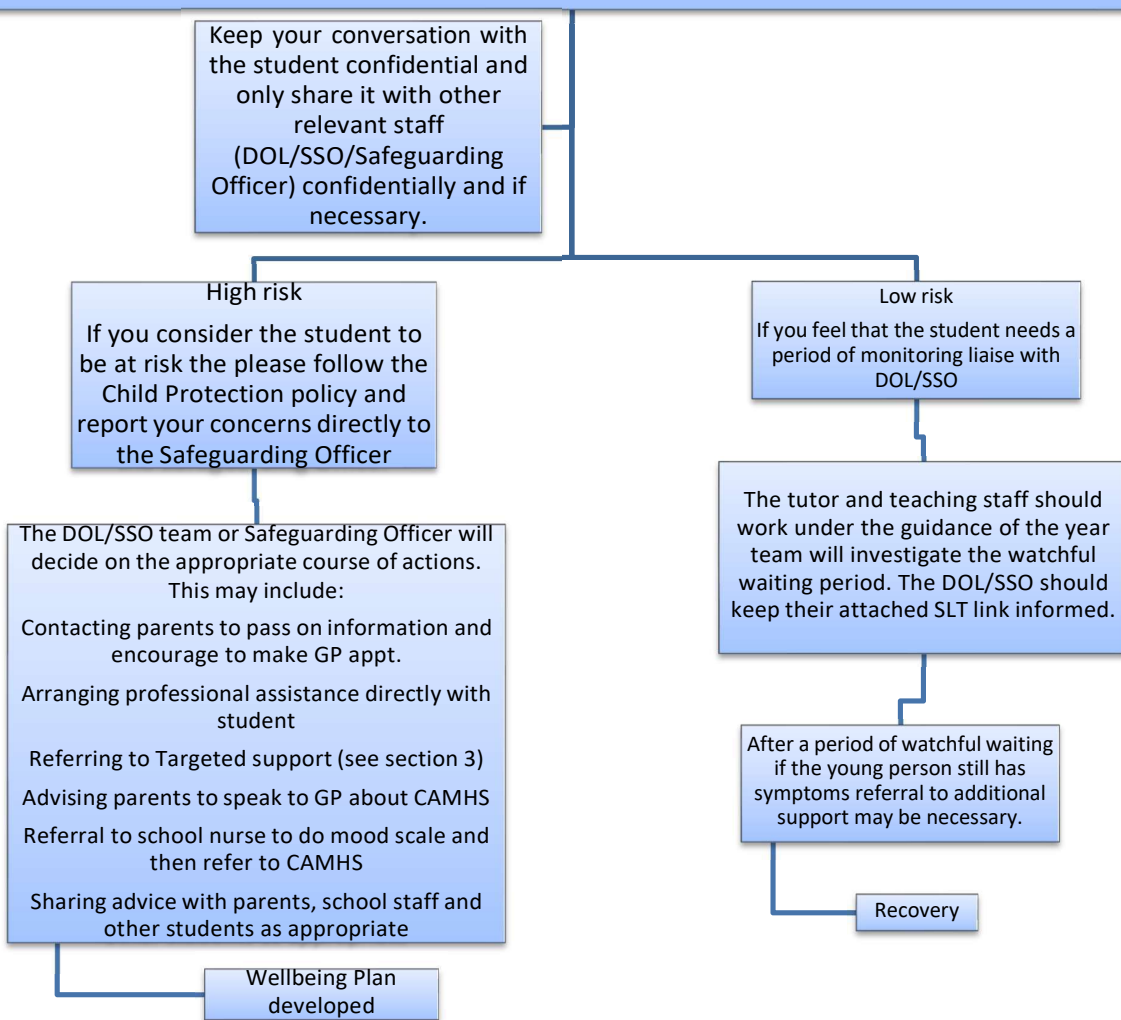 Keep your conversation with
the student confidential and
only share it with other
relevant staff
(DOL/SSO/Safeguarding
Officer) confidentially and if
necessary.
High risk
If you consider the student to
be at risk the please follow the
Child Protection policy and
report your concerns directly to
the Safeguarding Officer
The DOL/SSO team or Safeguarding Officer will
decide on the appropriate course of actions.
This may include:
Contacting parents to pass on information and
encourage to make GP appt.
Arranging professional assistance directly with
student
Referring to Targeted support (see section 3)
Advising parents to speak to GP about CAMHS
Referral to school nurse to do mood scale and
then refer to CAMHS
Sharing advice with parents, school staff and
other students as appropriate
Wellbeing Plan
developed
Low risk
If you feel that the student needs a
period of monitoring liaise with
DOL/SSO
The tutor and teaching staff should
work under the guidance of the year
team will investigate the watchful
waiting period. The DOL/SSO should
keep their attached SLT link informed.
After a period of watchful waiting
if the young person still has
symptoms referral to additional
support may be necessary.
Recovery